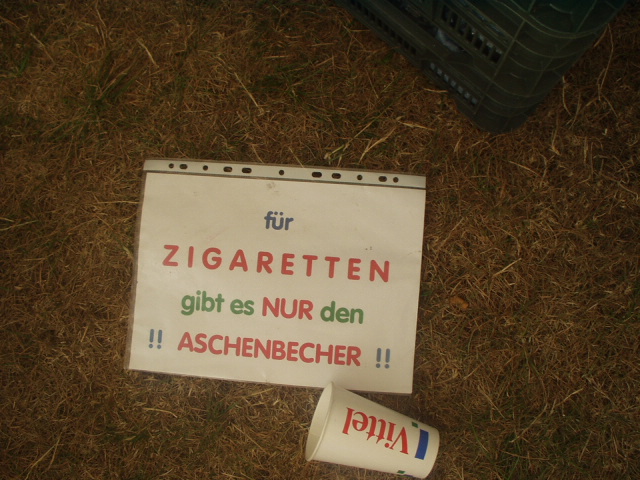 für
ZIGARETTEN
gibt es NUR den
!! ASCHENBECHER !!
Vittel